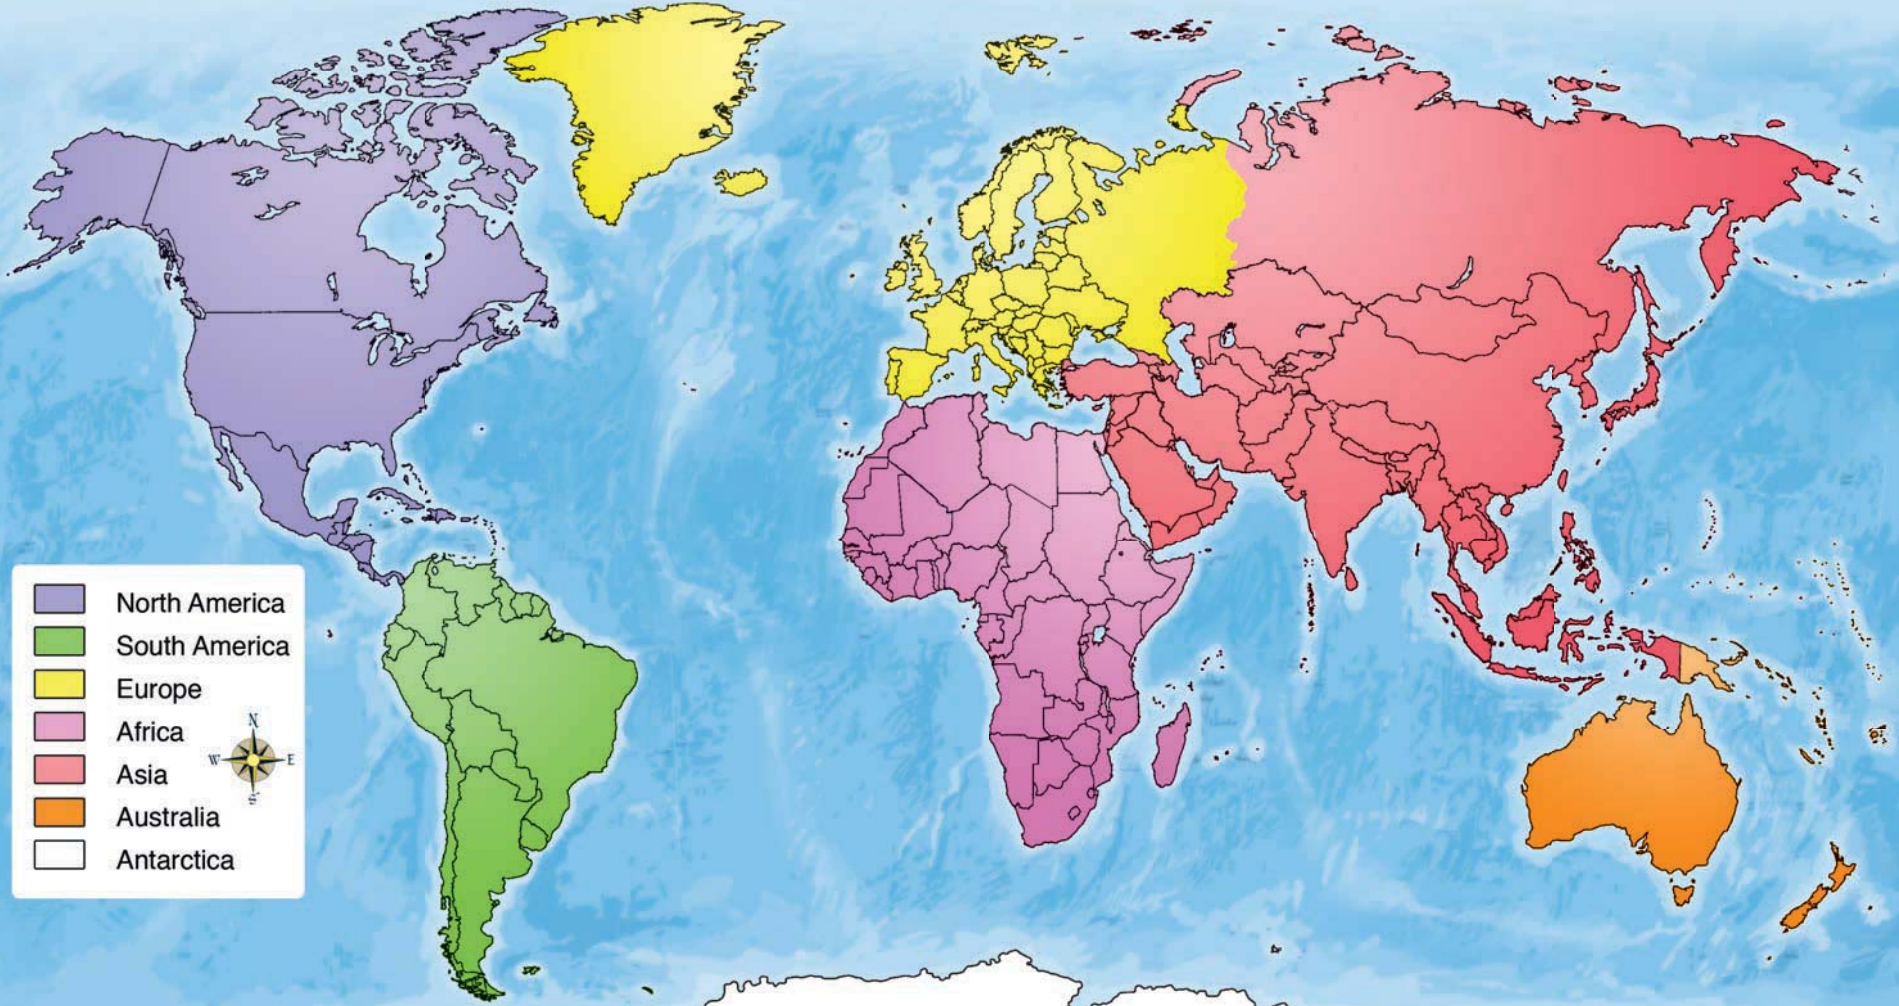 North America
South America
Europe
Africa
Asia
Australia
Antarctica
N
W E
S